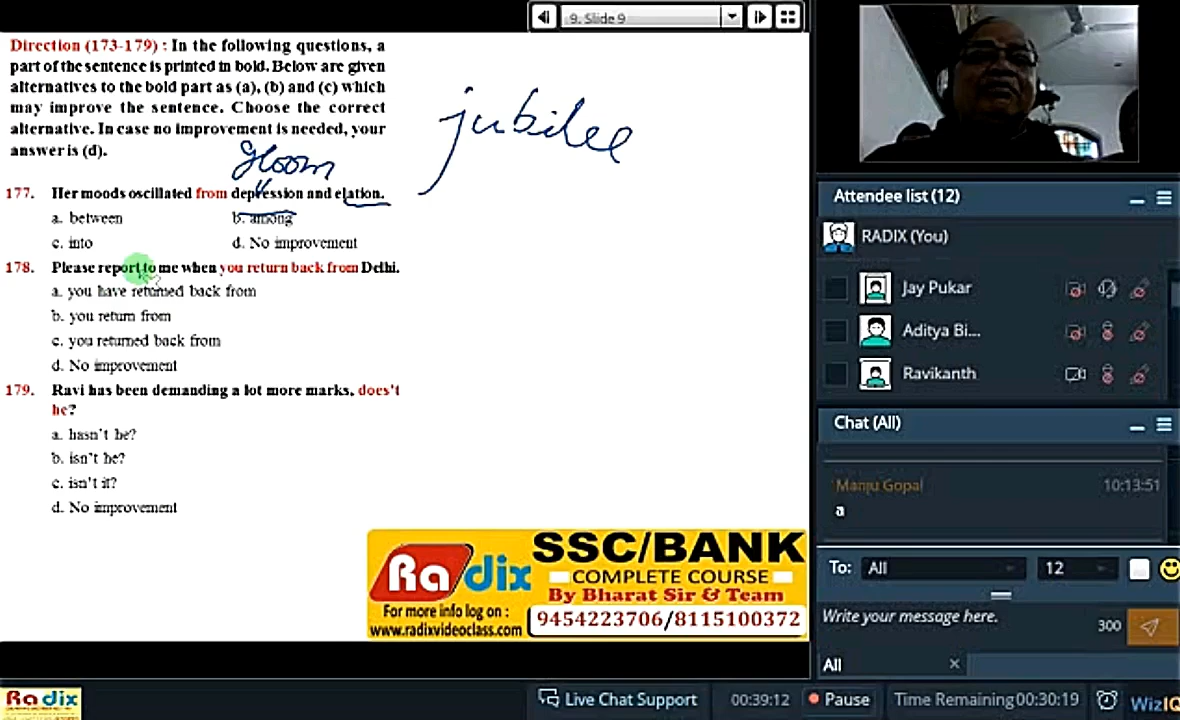 9. Slide 9
Direction (173-179) : In the following questions, a
part of the sentence is printed in bold. Below are given
alternatives to the bold part as (a), (b) and (c) which
may improve the sentence. Choose the correct
alternative. In case no improvement is needed, your
answer is (d).
jubilee
gloom
177. Her moods oscillated from depression and elation.
a. between b. among
c. into d. No improvement
178. Please report to me when you return back from Delhi.
a. you have returned back from
b. you return from
c. you returned back from
d. No improvement
179. Ravi has been demanding a lot more marks, does't
he?
a. hasn't he?
b. isn't he?
c. isn't it?
d. No improvement
Radix
For more info log on :
www.radixvideoclass.com
SSC/BANK
COMPLETE COURSE
By Bharat Sir & Team
9454223706/8115100372
Attendee list (12)
RADIX (You)
Jay Pukar
Aditya Bi...
Ravikanth
Chat (All)
Manju Gopal 10:13:51
a
To: All 12
Write your message here. 300
All
Radix
Live Chat Support 00:39:12 Pause Time Remaining 00:30:19 WizIQ